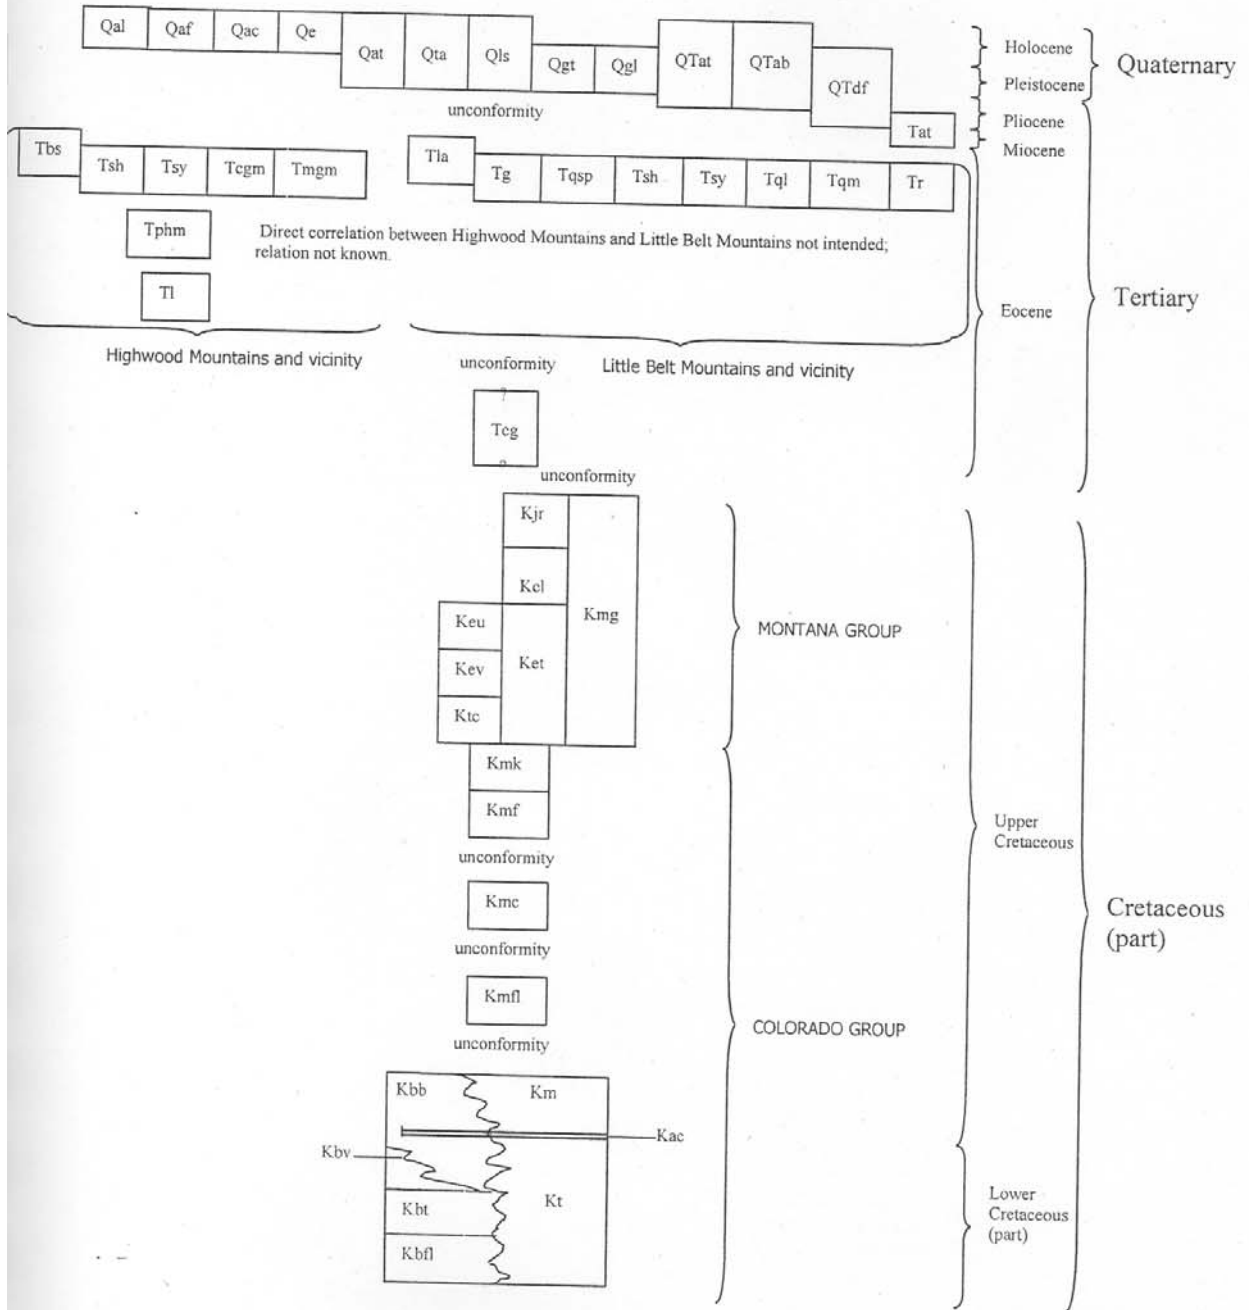 Qal Qaf Qac Qe Qat Qta Qls Qgt Qgl QTat QTab QTdf Tat
Holocene
Pleistocene
Pliocene
Miocene
Quaternary
unconformity
Tbs Tsh Tsy Tcgm Tmgm
Tla Tg Tqsp Tsh Tsy Tql Tqm Tr
Tphm
Direct correlation between Highwood Mountains and Little Belt Mountains not intended;
relation not known.
Tl
Eocene
Tertiary
Highwood Mountains and vicinity
unconformity
Little Belt Mountains and vicinity
?
Tcg
?
unconformity
Kjr
Kcl
Kmg
Keu
Kev
Ket
Ktc
MONTANA GROUP
Kmk
Kmf
unconformity
Upper
Cretaceous
Kmc
unconformity
Cretaceous
(part)
Kmfl
unconformity
COLORADO GROUP
Kbb
Km
Kac
Kbv
Kbt
Kt
Kbfl
Lower
Cretaceous
(part)